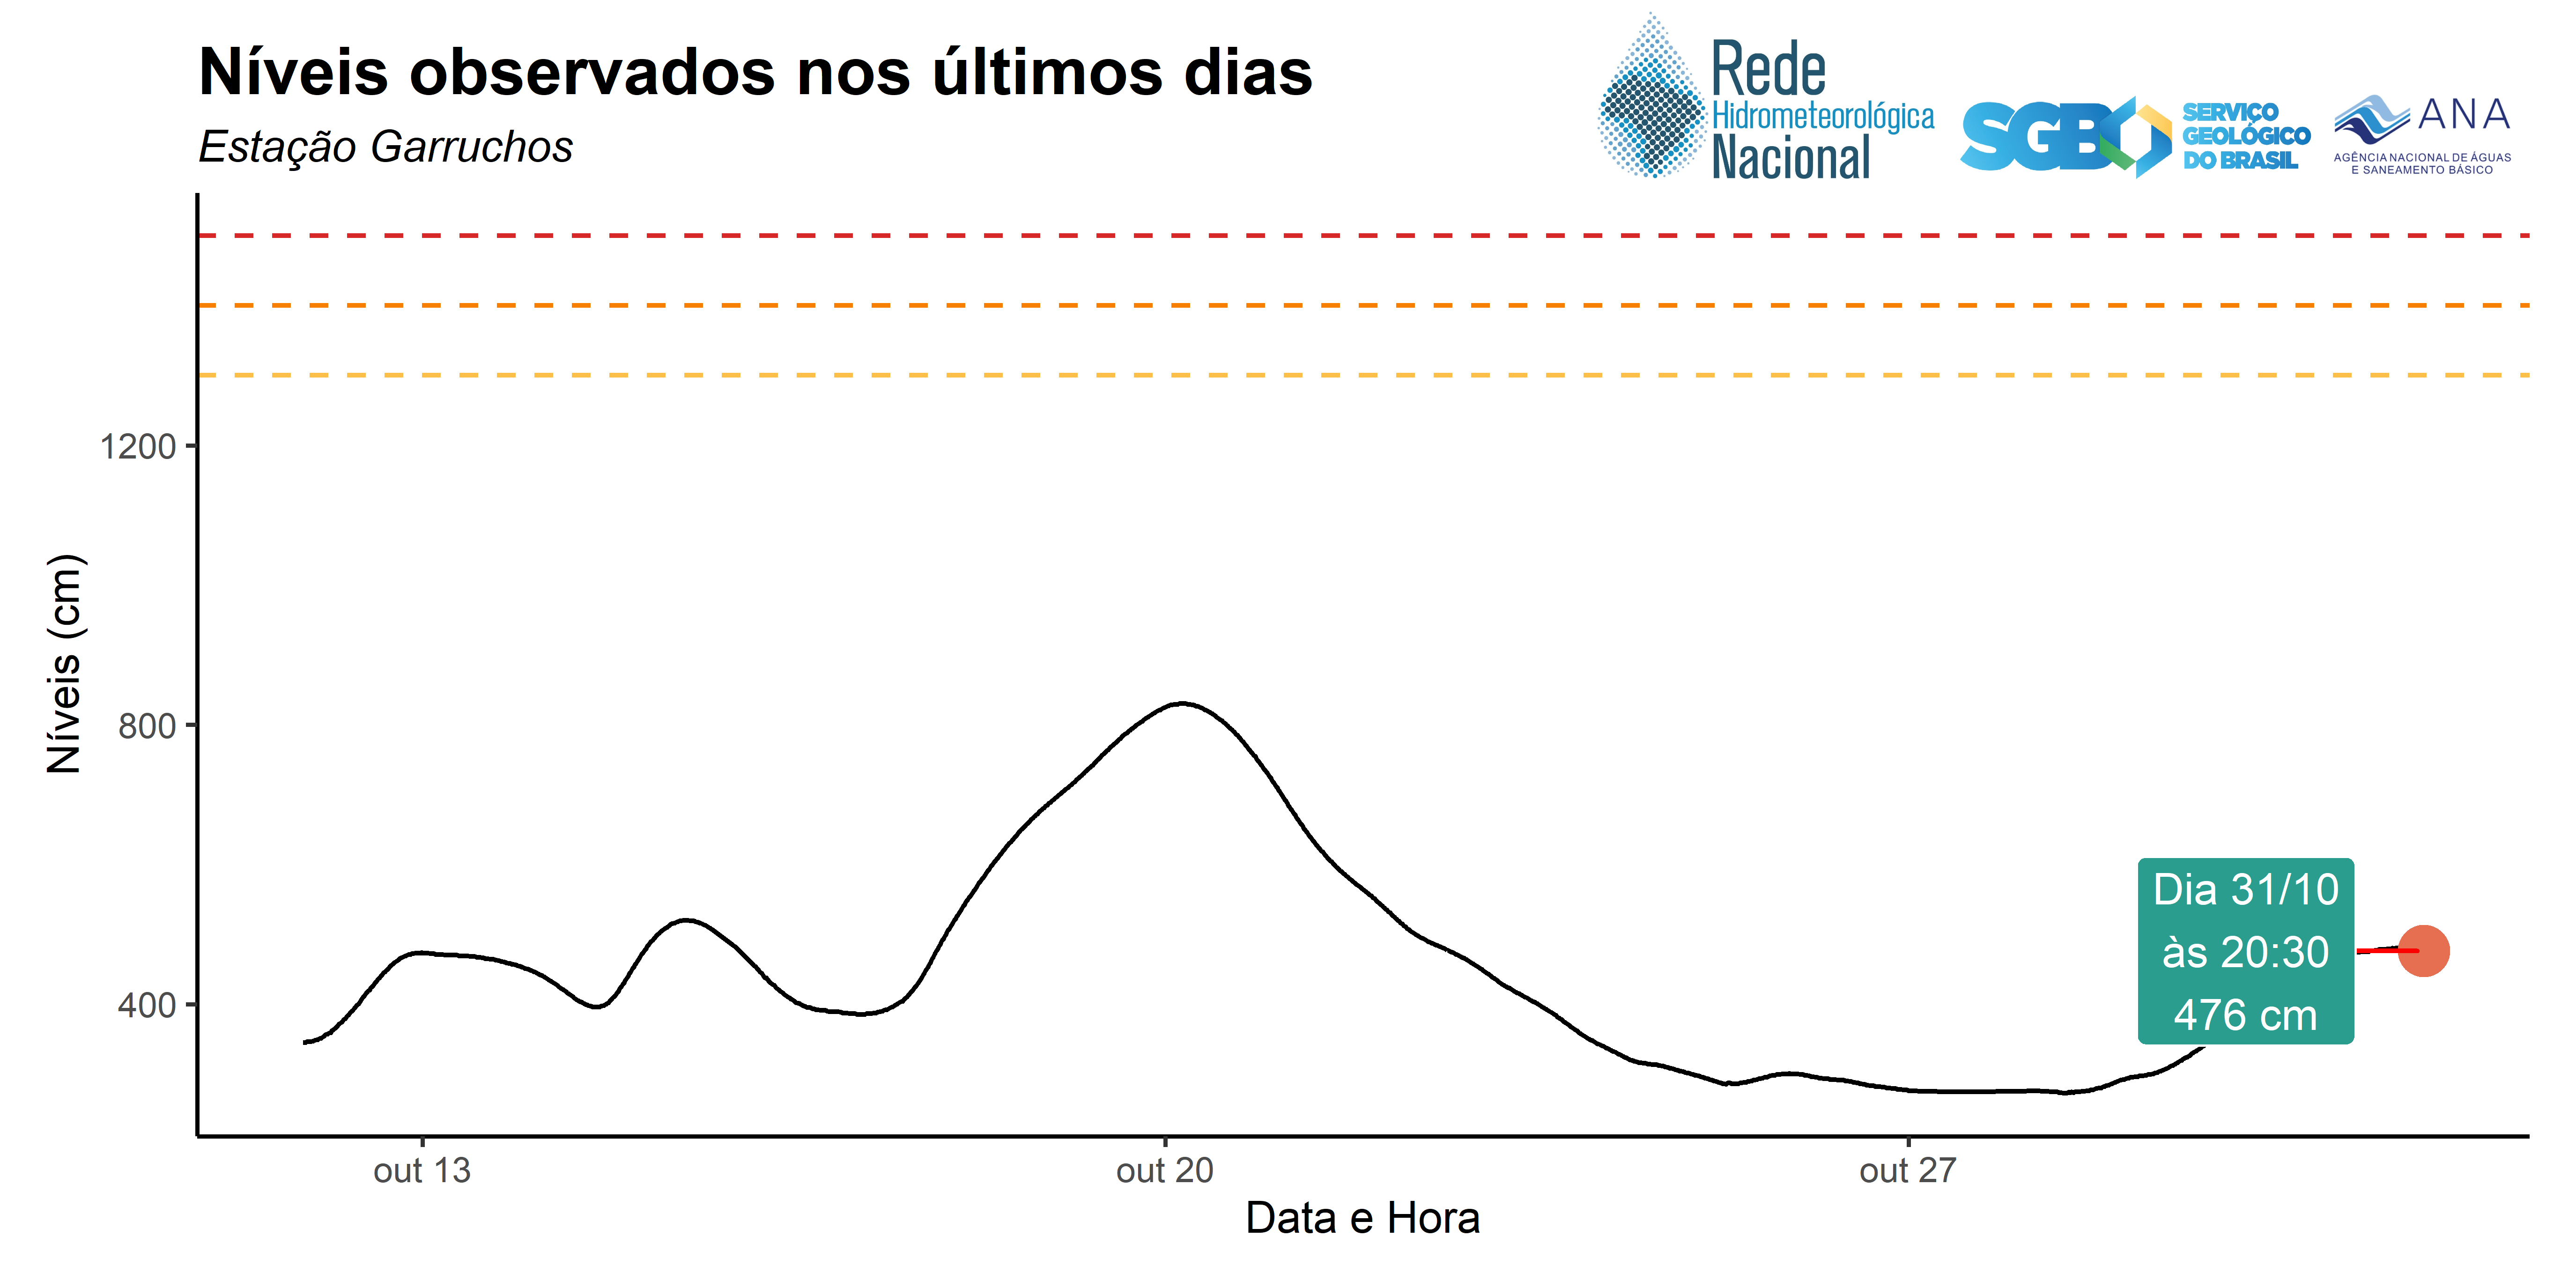 Níveis observados nos últimos dias
Estação Garruchos
Rede
Hidrometeorológica
Nacional
SGB
SERVIÇO
GEOLÓGICO
DO BRASIL
ANA
AGÊNCIA NACIONAL DE ÁGUAS
E SANEAMENTO BÁSICO
Níveis (cm)
1200
800
400
Dia 31/10
às 20:30
476 cm
out 13
out 20
out 27
Data e Hora